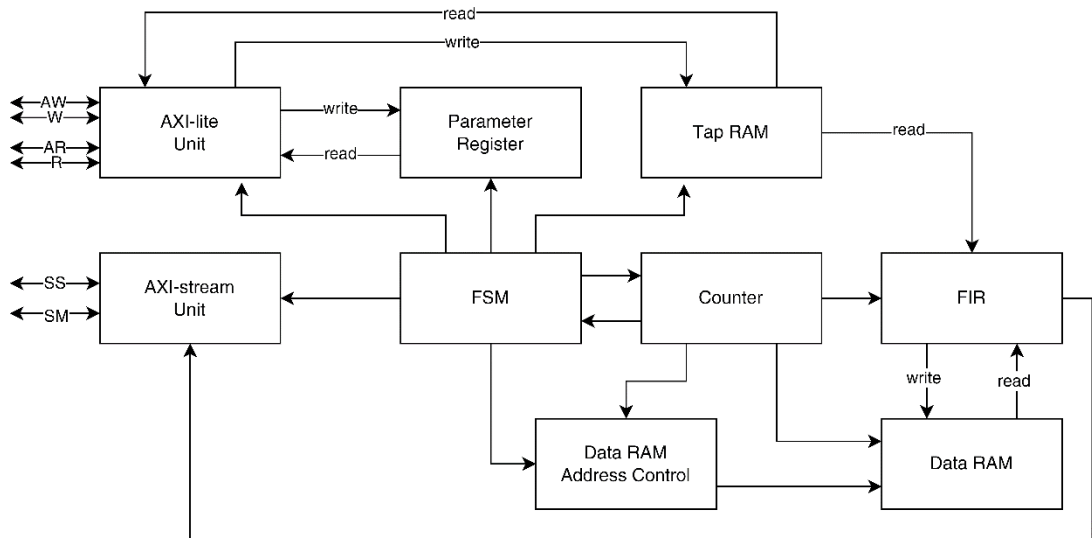 read
write
AW
W
AR
R
AXI-lite
Unit
write
read
Parameter
Register
Tap RAM
read
SS
SM
AXI-stream
Unit
FSM
Counter
FIR
write
read
Data RAM
Address Control
Data RAM